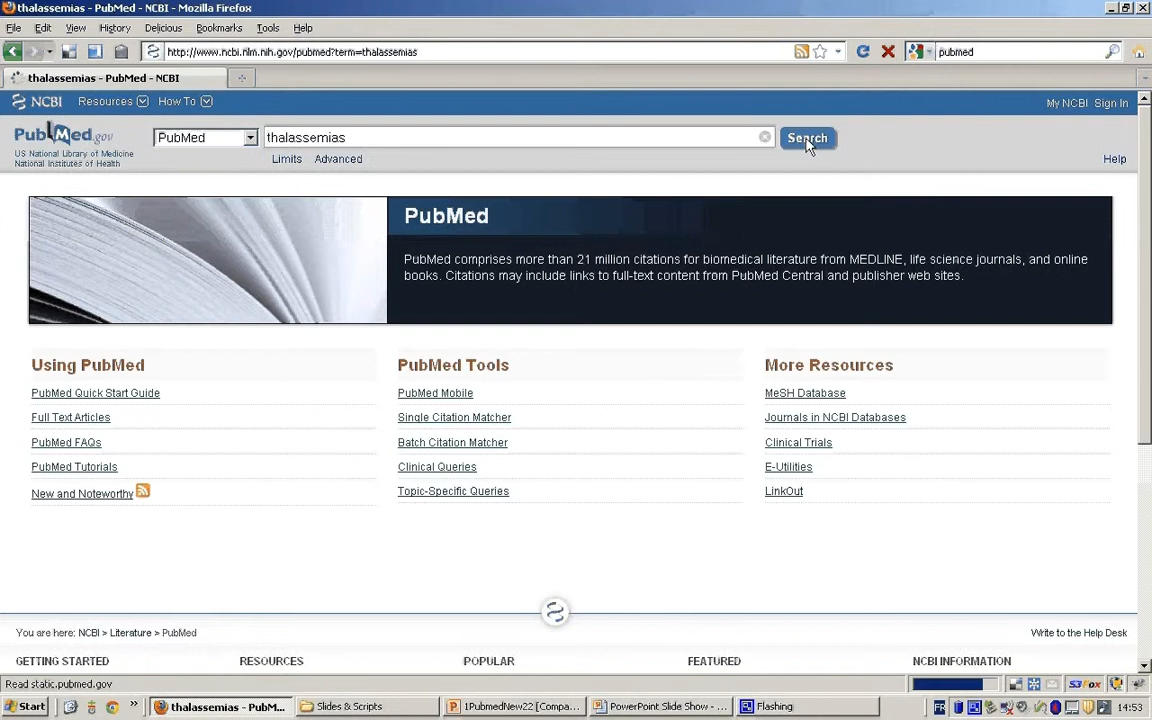 thalassemias - PubMed - NCBI - Mozilla Firefox
File Edit View History Delicious Bookmarks Tools Help
http://www.ncbi.nlm.nih.gov/pubmed?term=thalassemias pubmed
thalassemias - PubMed - NCBI
NCBI Resources How To My NCBI Sign In
PubMed.gov
US National Library of Medicine
National Institutes of Health
PubMed thalassemias Search
Limits Advanced Help
PubMed
PubMed comprises more than 21 million citations for biomedical literature from MEDLINE, life science journals, and online
books. Citations may include links to full-text content from PubMed Central and publisher web sites.
Using PubMed PubMed Tools More Resources
PubMed Quick Start Guide PubMed Mobile MeSH Database
Full Text Articles Single Citation Matcher Journals in NCBI Databases
PubMed FAQs Batch Citation Matcher Clinical Trials
PubMed Tutorials Clinical Queries E-Utilities
New and Noteworthy Topic-Specific Queries LinkOut
You are here: NCBI > Literature > PubMed Write to the Help Desk
GETTING STARTED RESOURCES POPULAR FEATURED NCBI INFORMATION
Read static.pubmed.gov S3Fox
Start thalassemias - PubM... Slides & Scripts 1PubmedNew22 [Compa... PowerPoint Slide Show - ... Flashing FR 14:53